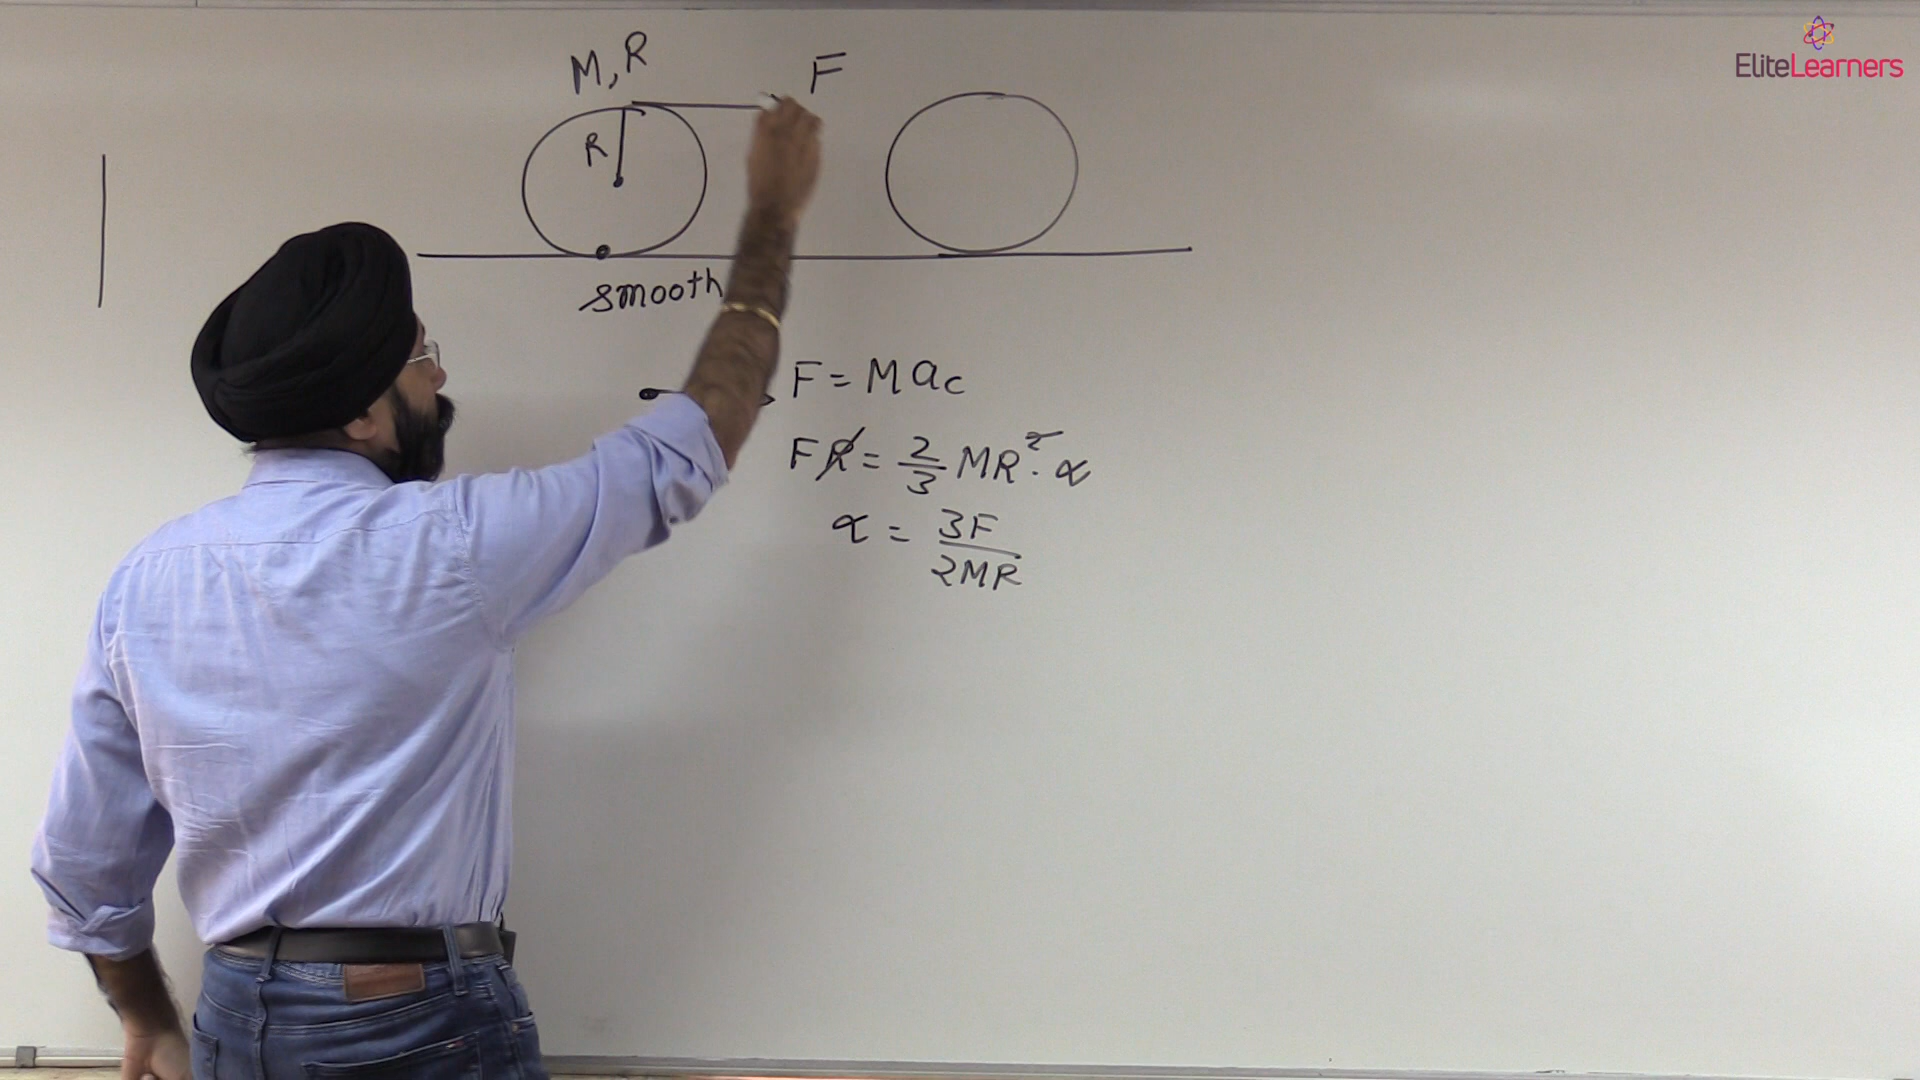 EliteLearners
M, R
F
R
smooth
F = Mac
FR = 2/3 MR². α
α = 3F/2MR